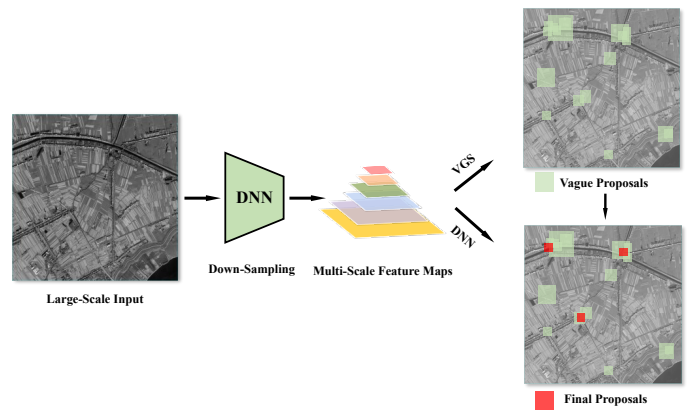 Large-Scale Input
DNN
Down-Sampling
Multi-Scale Feature Maps
VGS
DNN
Vague Proposals
Final Proposals